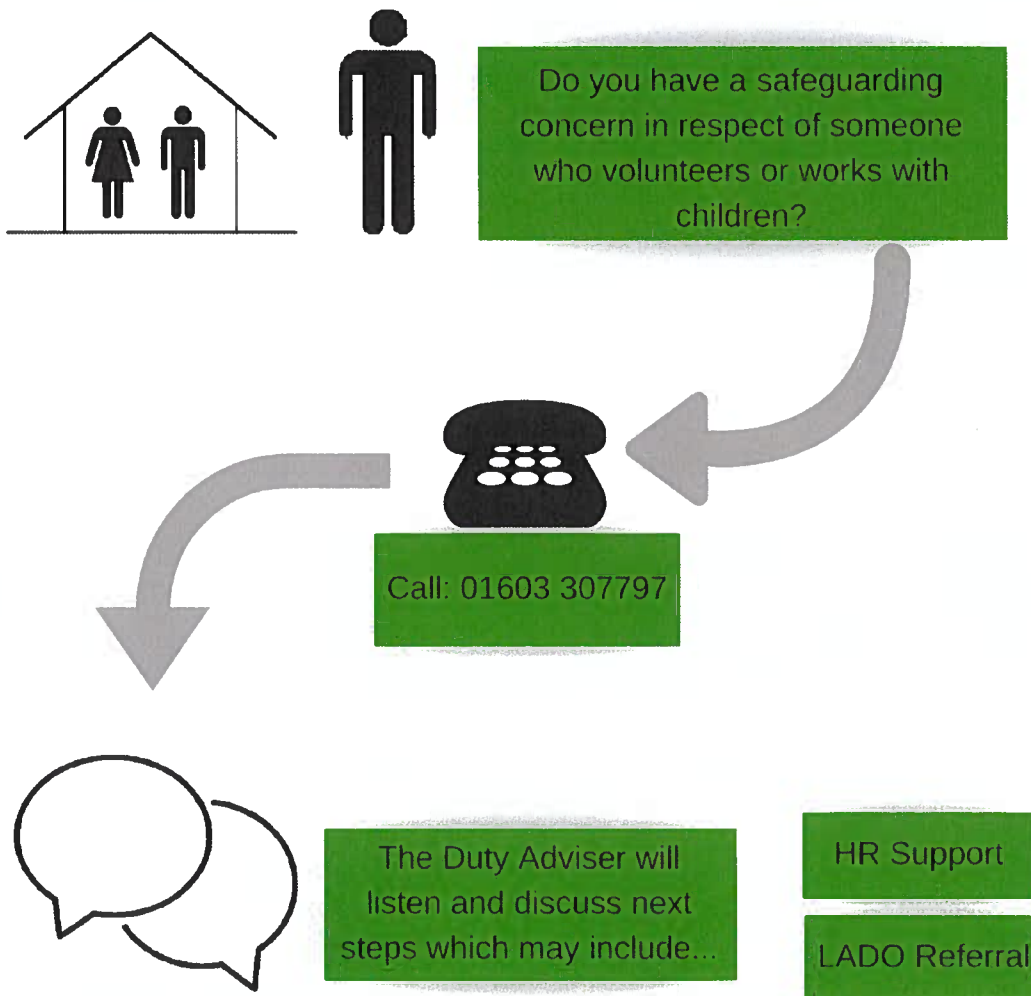 Do you have a safeguarding
concern in respect of someone
who volunteers or works with
children?
Call: 01603 307797
The Duty Adviser will
listen and discuss next
steps which may include...
HR Support
LADO Referral